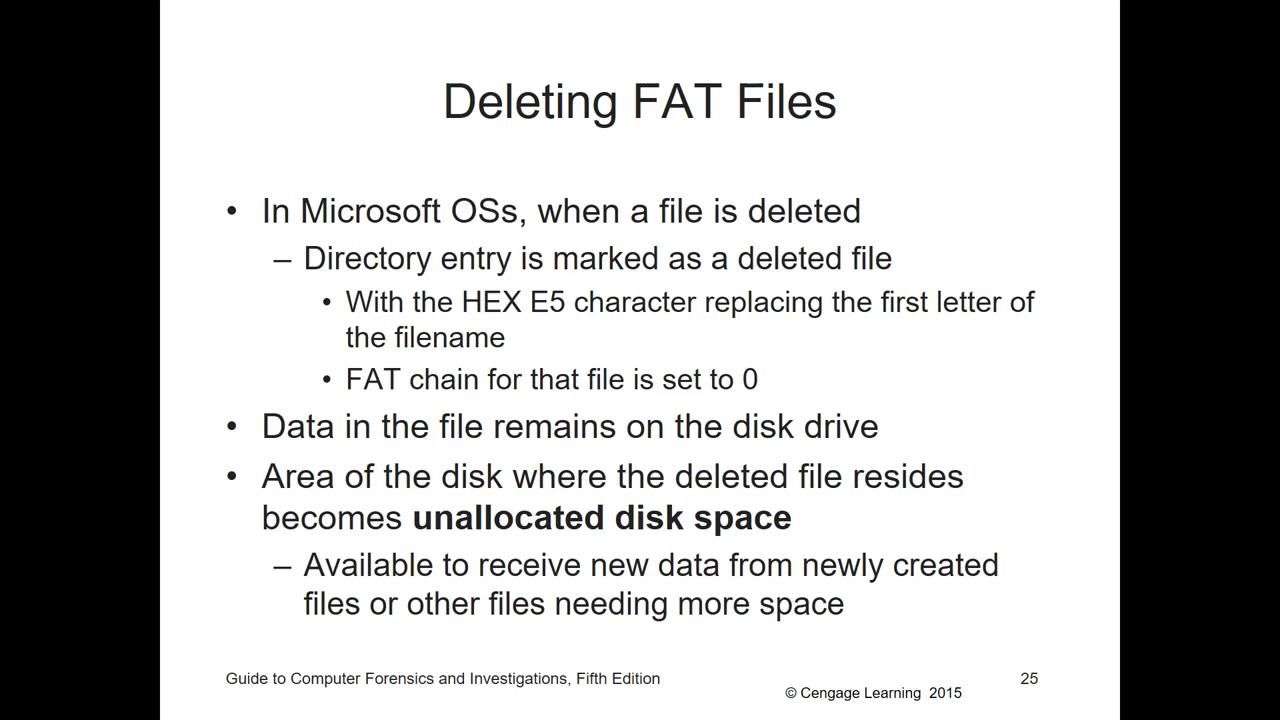 Deleting FAT Files
• In Microsoft OSs, when a file is deleted
– Directory entry is marked as a deleted file
• With the HEX E5 character replacing the first letter of
the filename
• FAT chain for that file is set to 0
• Data in the file remains on the disk drive
• Area of the disk where the deleted file resides
becomes unallocated disk space
– Available to receive new data from newly created
files or other files needing more space
Guide to Computer Forensics and Investigations, Fifth Edition
25
© Cengage Learning 2015